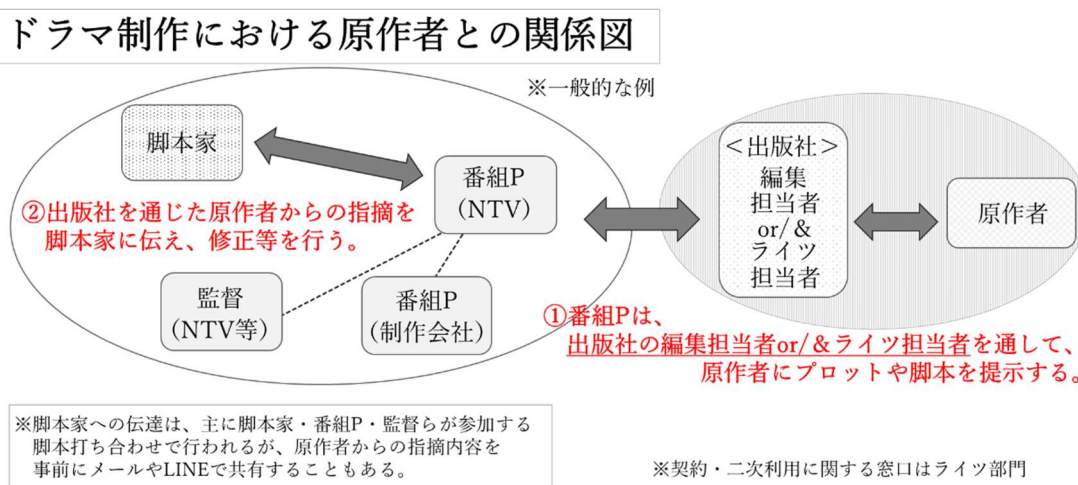 ドラマ制作における原作者との関係図
※一般的な例
脚本家
番組P
(NTV)
②出版社を通じた原作者からの指摘を
脚本家に伝え、修正等を行う。
監督
(NTV等)
番組P
(制作会社)
＜出版社＞
編集
担当者
or/&
ライツ
担当者
原作者
①番組Pは、
出版社の編集担当者or/&ライツ担当者を通して、
原作者にプロットや脚本を提示する。
※脚本家への伝達は、主に脚本家・番組P・監督らが参加する
脚本打ち合わせで行われるが、原作者からの指摘内容を
事前にメールやLINEで共有することもある。
※契約・二次利用に関する窓口はライツ部門